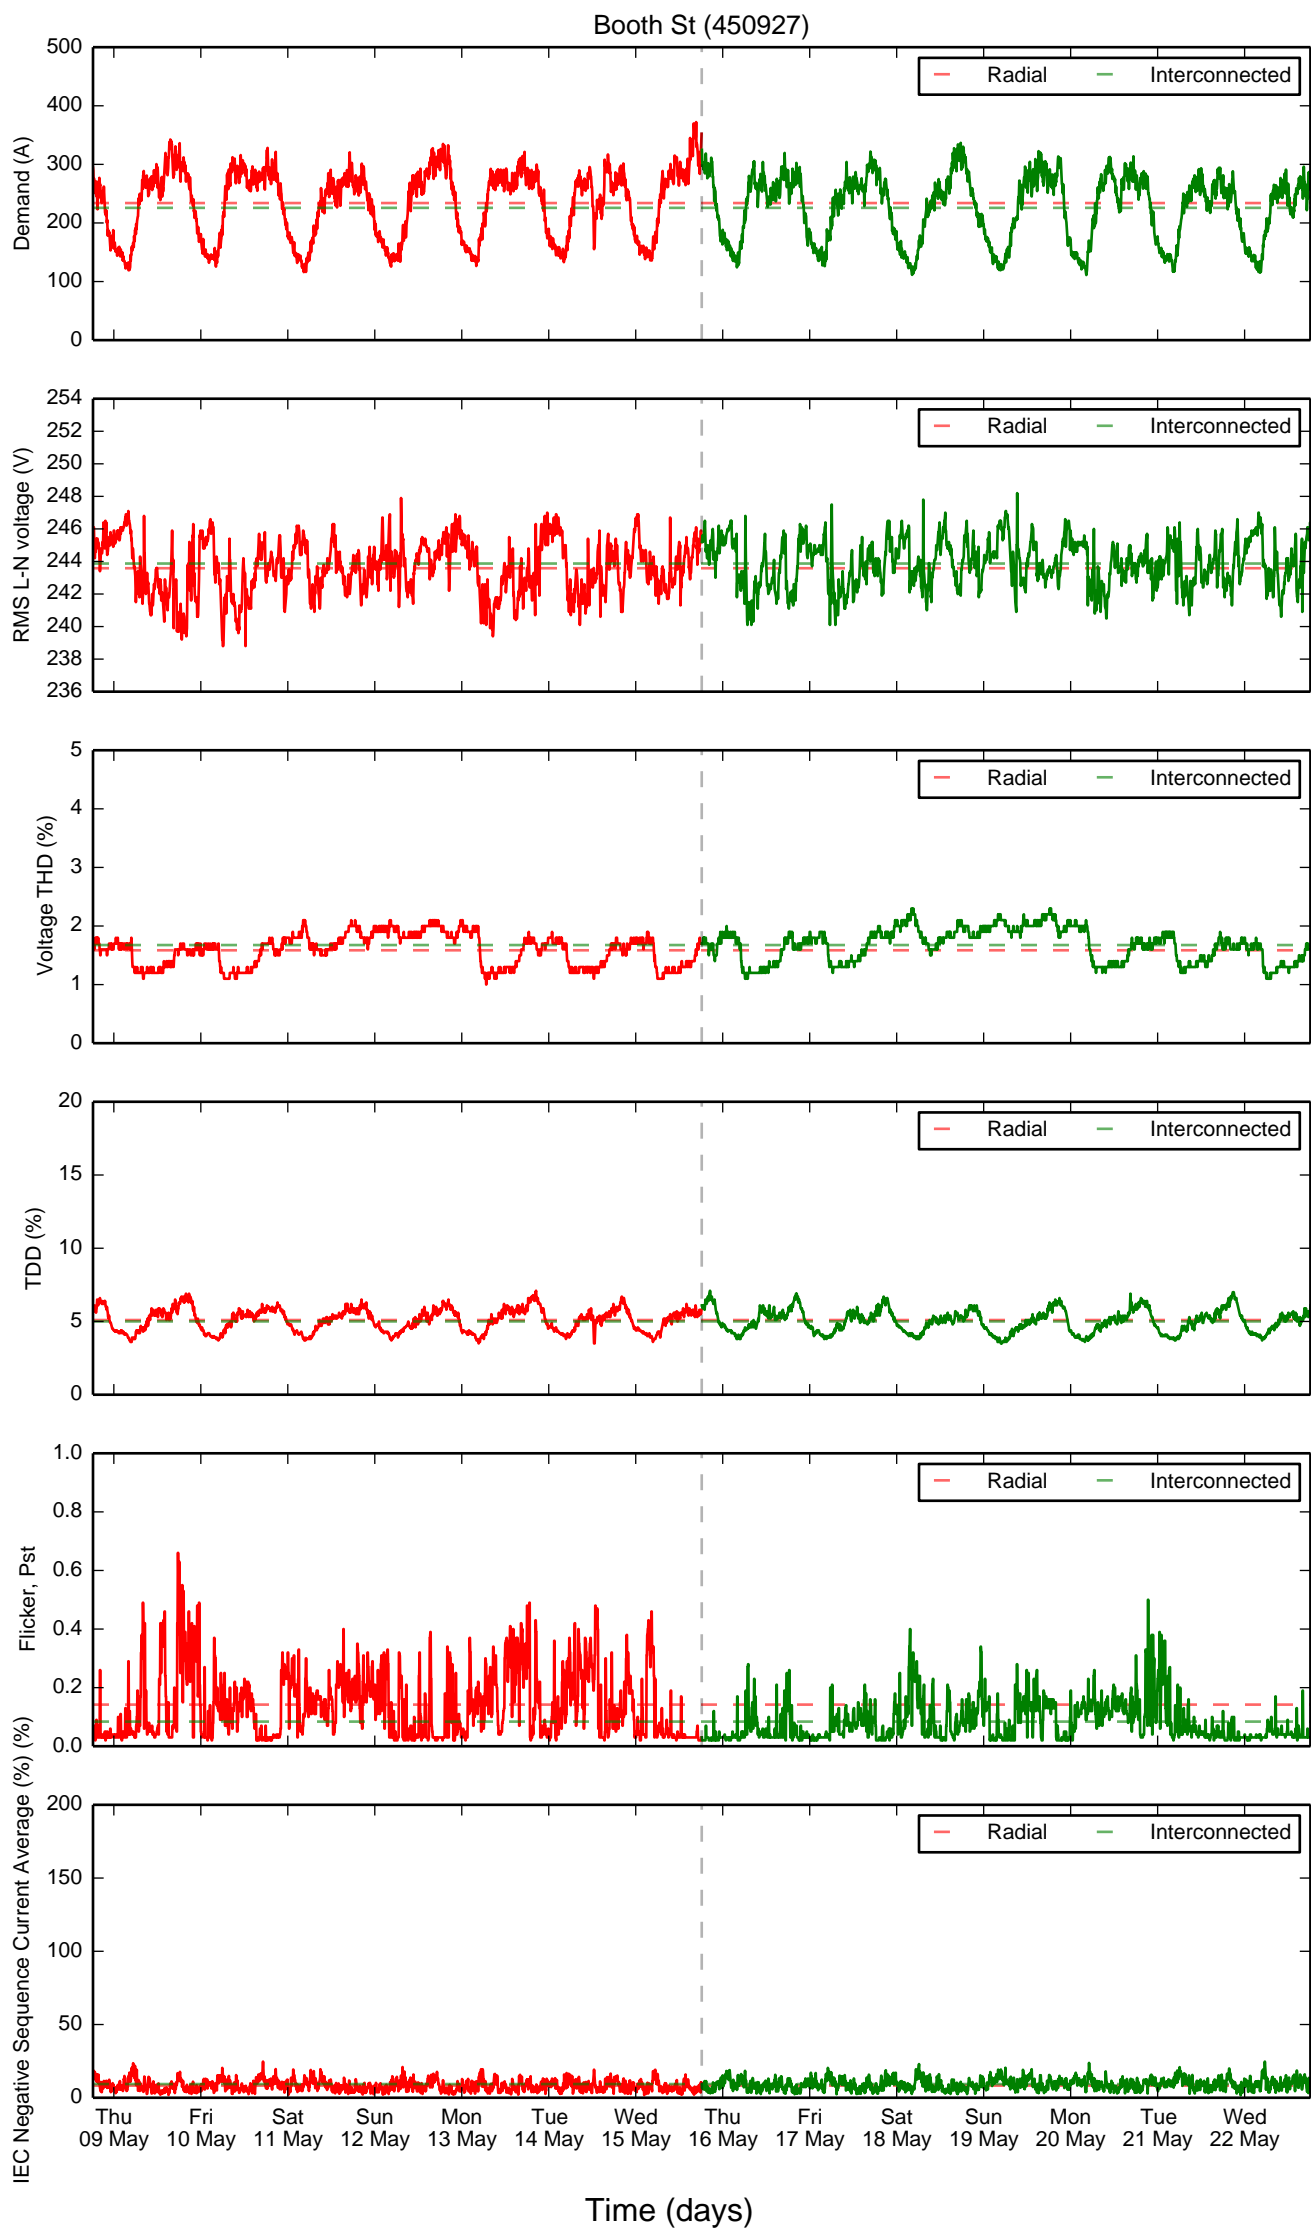 Booth St (450927)
500
400
300
200
100
0
Demand (A)
Radial Interconnected
254
252
250
248
246
244
242
240
238
236
RMS L-N voltage (V)
Radial Interconnected
5
4
3
2
1
0
Voltage THD (%)
Radial Interconnected
20
15
10
5
0
TDD (%)
Radial Interconnected
1.0
0.8
0.6
0.4
0.2
0.0
Flicker, Pst
Radial Interconnected
200
150
100
50
0
IEC Negative Sequence Current Average (%) (%)
Radial Interconnected
Thu Fri Sat Sun Mon Tue Wed Thu Fri Sat Sun Mon Tue Wed
09 May 10 May 11 May 12 May 13 May 14 May 15 May 16 May 17 May 18 May 19 May 20 May 21 May 22 May
Time (days)